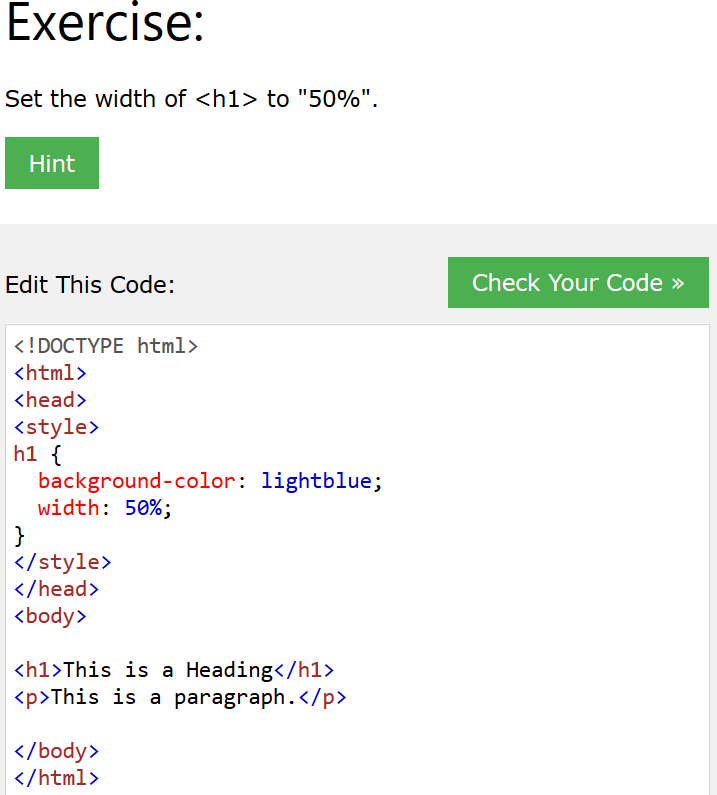 Exercise:
Set the width of <h1> to "50%".
Hint
Edit This Code:
Check Your Code »
<!DOCTYPE html>
<html>
<head>
<style>
h1 {
  background-color: lightblue;
  width: 50%;
}
</style>
</head>
<body>

<h1>This is a Heading</h1>
<p>This is a paragraph.</p>

</body>
</html>